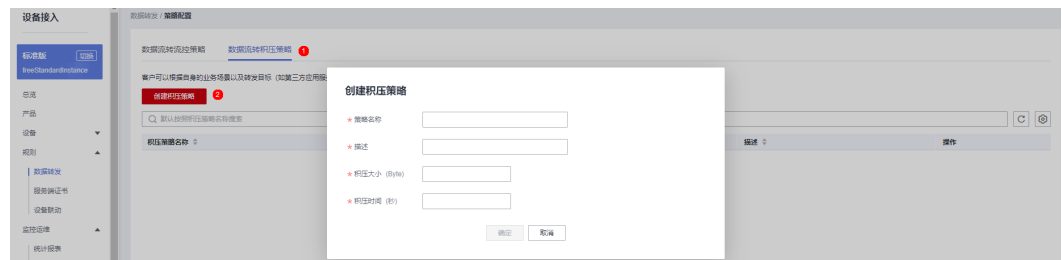 设备接入
数据转发 / 策略配置
标准版 切换
freeStandardInstance
总览
产品
设备
规则
数据转发
服务端证书
设备联动
监控运维
统计报表
数据流转流控策略 数据流转积压策略 1
客户可以根据自身的业务场景以及转发目标（如第三方应用服
创建积压策略 2
默认按照积压策略名称搜索
积压策略名称 描述 操作
创建积压策略
* 策略名称
* 描述
* 积压大小 (Byte)
* 积压时间 (秒)
确定 取消